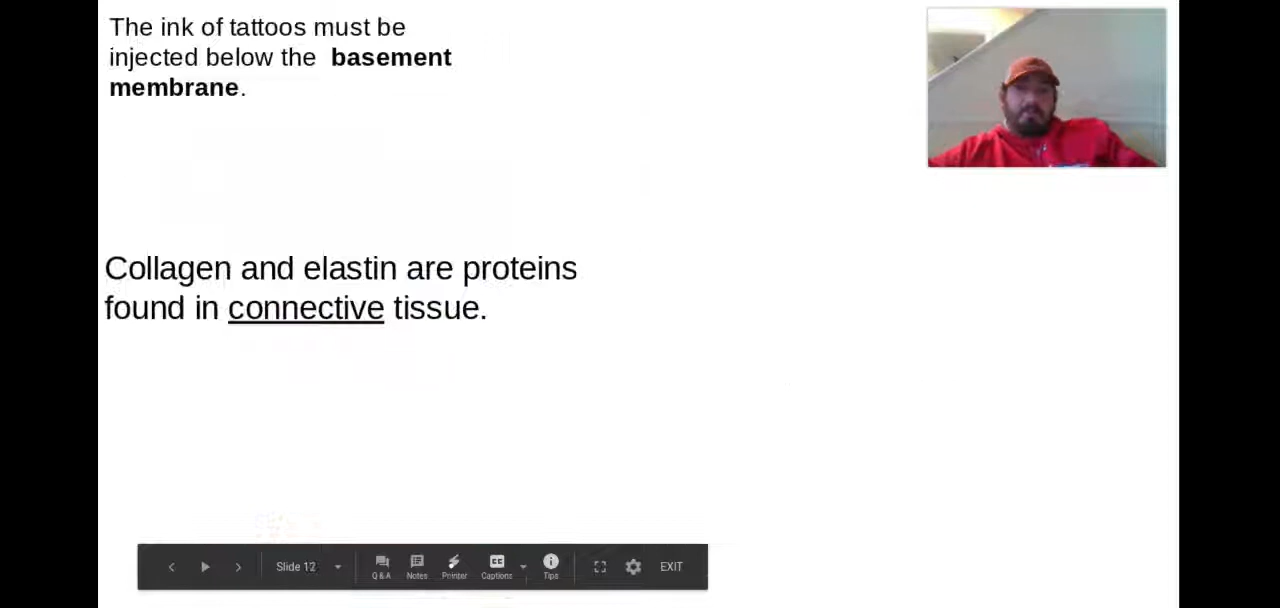 The ink of tattoos must be
injected below the basement
membrane.
Collagen and elastin are proteins
found in connective tissue.
Slide 12
Q & A
Notes
Printer
CC
Captions
Tips
EXIT